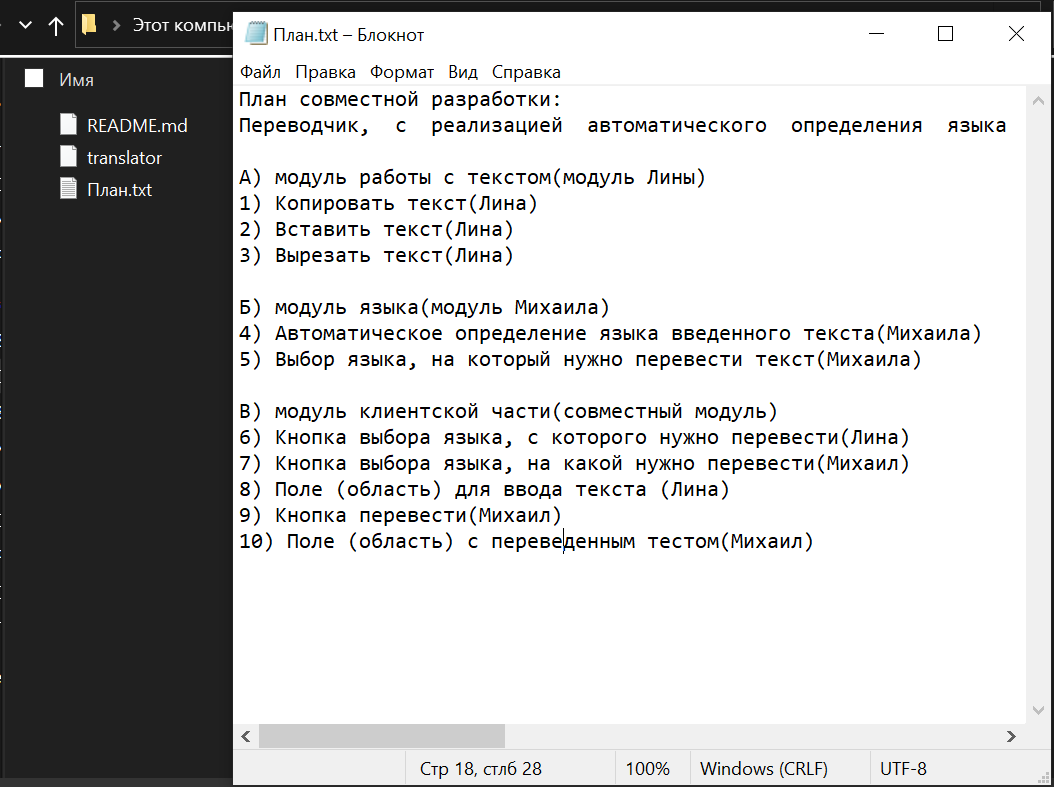 Этот компь
План.txt – Блокнот
Файл Правка Формат Вид Справка
Имя
README.md
translator
План.txt
План совместной разработки:
Переводчик, с реализацией автоматического определения языка
А) модуль работы с текстом(модуль Лины)
1) Копировать текст(Лина)
2) Вставить текст(Лина)
3) Вырезать текст(Лина)
Б) модуль языка(модуль Михаила)
4) Автоматическое определение языка введенного текста(Михаила)
5) Выбор языка, на который нужно перевести текст(Михаила)
В) модуль клиентской части(совместный модуль)
6) Кнопка выбора языка, с которого нужно перевести(Лина)
7) Кнопка выбора языка, на какой нужно перевести(Михаил)
8) Поле (область) для ввода текста (Лина)
9) Кнопка перевести(Михаил)
10) Поле (область) с переведенным тестом(Михаил)
Стр 18, стлб 28 100% Windows (CRLF) UTF-8